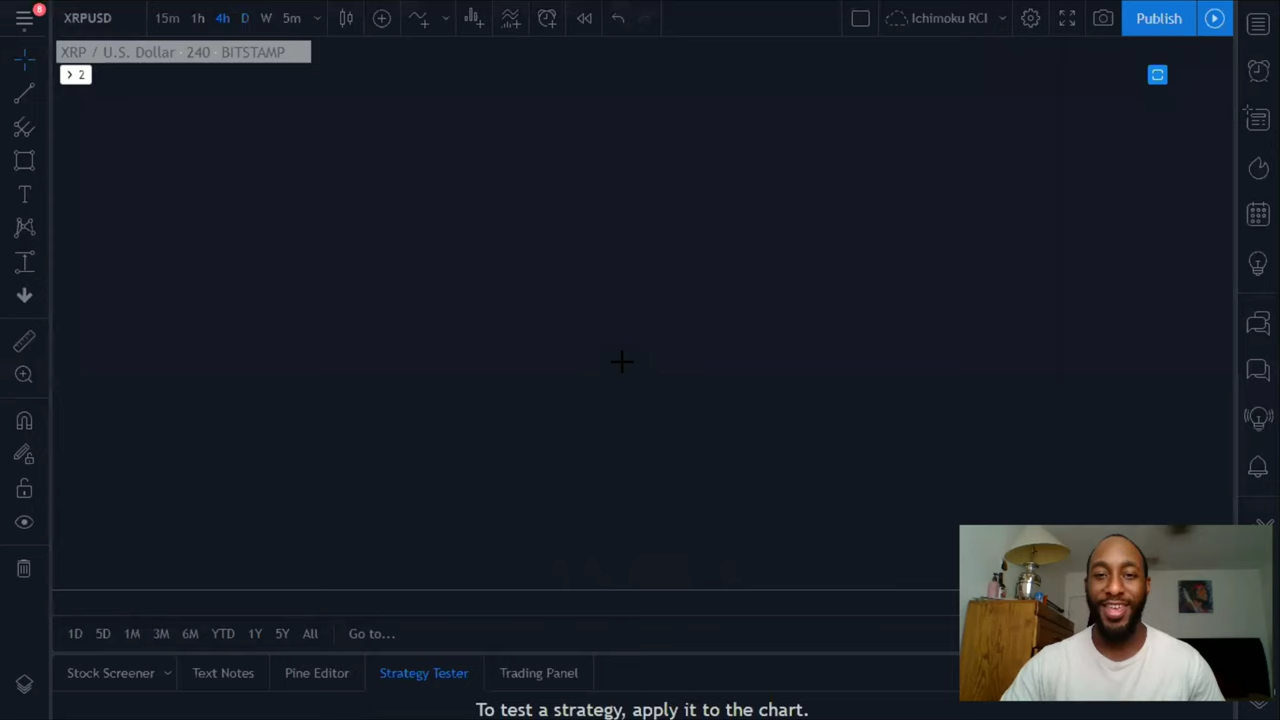 8
XRPUSD 15m 1h 4h D W 5m Ichimoku RCI Publish
XRP / U.S. Dollar · 240 · BITSTAMP
2
T
1D 5D 1M 3M 6M YTD 1Y 5Y All Go to...
Stock Screener Text Notes Pine Editor Strategy Tester Trading Panel
To test a strategy, apply it to the chart.